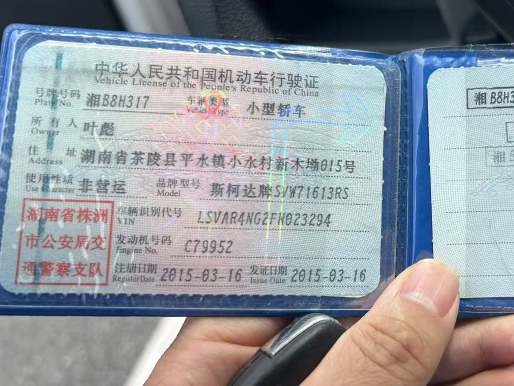 中华人民共和国机动车行驶证
Vehicle License of the People's Republic of China
号牌号码 湘B8H317 车辆类型 小型轿车
Plate No. Vehicle Type
所有人 叶彪
Owner
住址 湖南省茶陵县平水镇小水村新木场015号
Address
使用性质 非营运 品牌型号 斯柯达牌SVW71613RS
Use Character Model
湖南省株洲
市公安局交
通警察支队
车辆识别代号 LSVAR4NG2FN023294
VIN
发动机号码 C79952
Engine No.
注册日期 2015-03-16 发证日期 2015-03-16
Register Date Issue Date
湘B8H